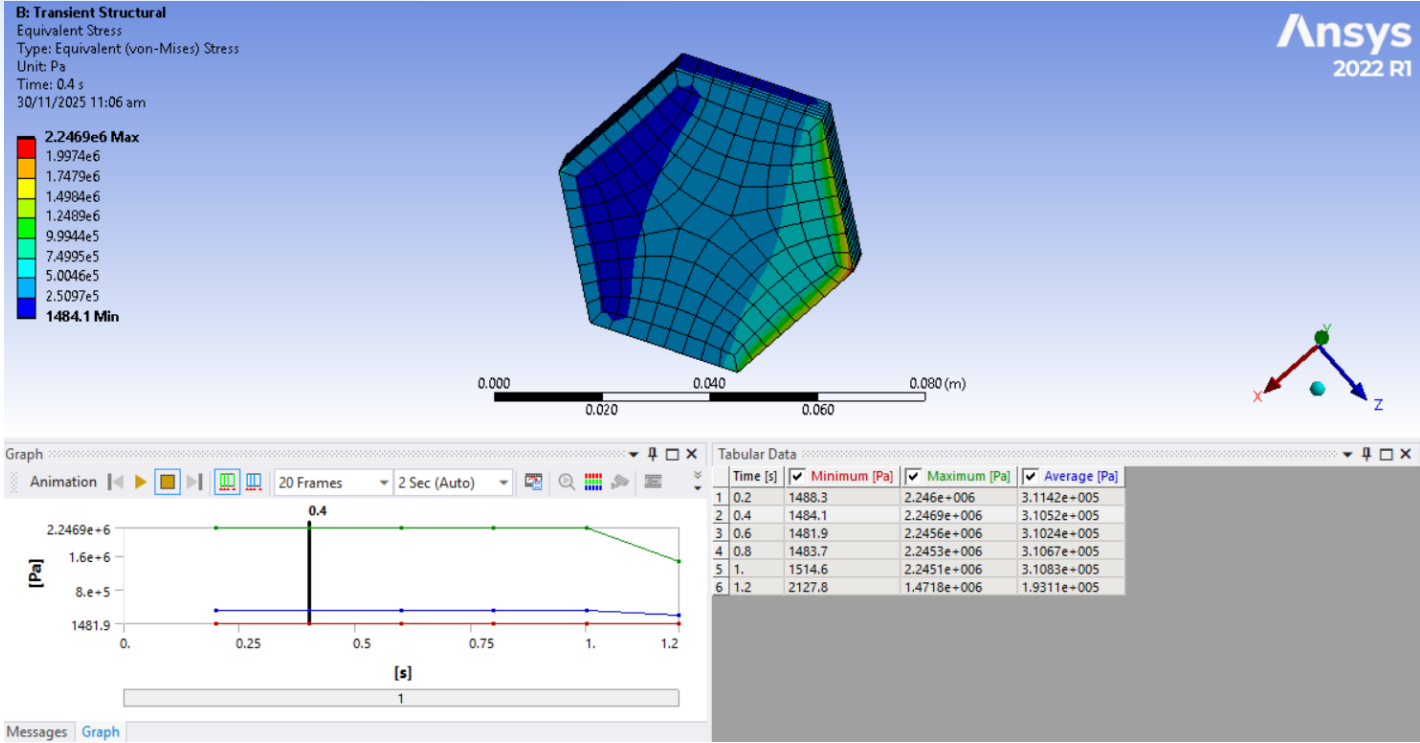 B: Transient Structural
Equivalent Stress
Type: Equivalent (von-Mises) Stress
Unit: Pa
Time: 0.4 s
30/11/2025 11:06 am
2.2469e6 Max
1.9974e6
1.7479e6
1.4984e6
1.2489e6
9.9944e5
7.4995e5
5.0046e5
2.5097e5
1484.1 Min
Ansys
2022 R1
0.000 0.040 0.080 (m)
0.020 0.060
Y
X
Z
Graph
Animation 20 Frames 2 Sec (Auto)
0.4
2.2469e+6
1.6e+6
8.e+5
1481.9
[Pa]
0. 0.25 0.5 0.75 1. 1.2
[s]
1
Messages Graph
Tabular Data
Time [s] Minimum [Pa] Maximum [Pa] Average [Pa]
1 0.2 1488.3 2.246e+006 3.1142e+005
2 0.4 1484.1 2.2469e+006 3.1052e+005
3 0.6 1481.9 2.2456e+006 3.1024e+005
4 0.8 1483.7 2.2453e+006 3.1067e+005
5 1. 1514.6 2.2451e+006 3.1083e+005
6 1.2 2127.8 1.4718e+006 1.9311e+005